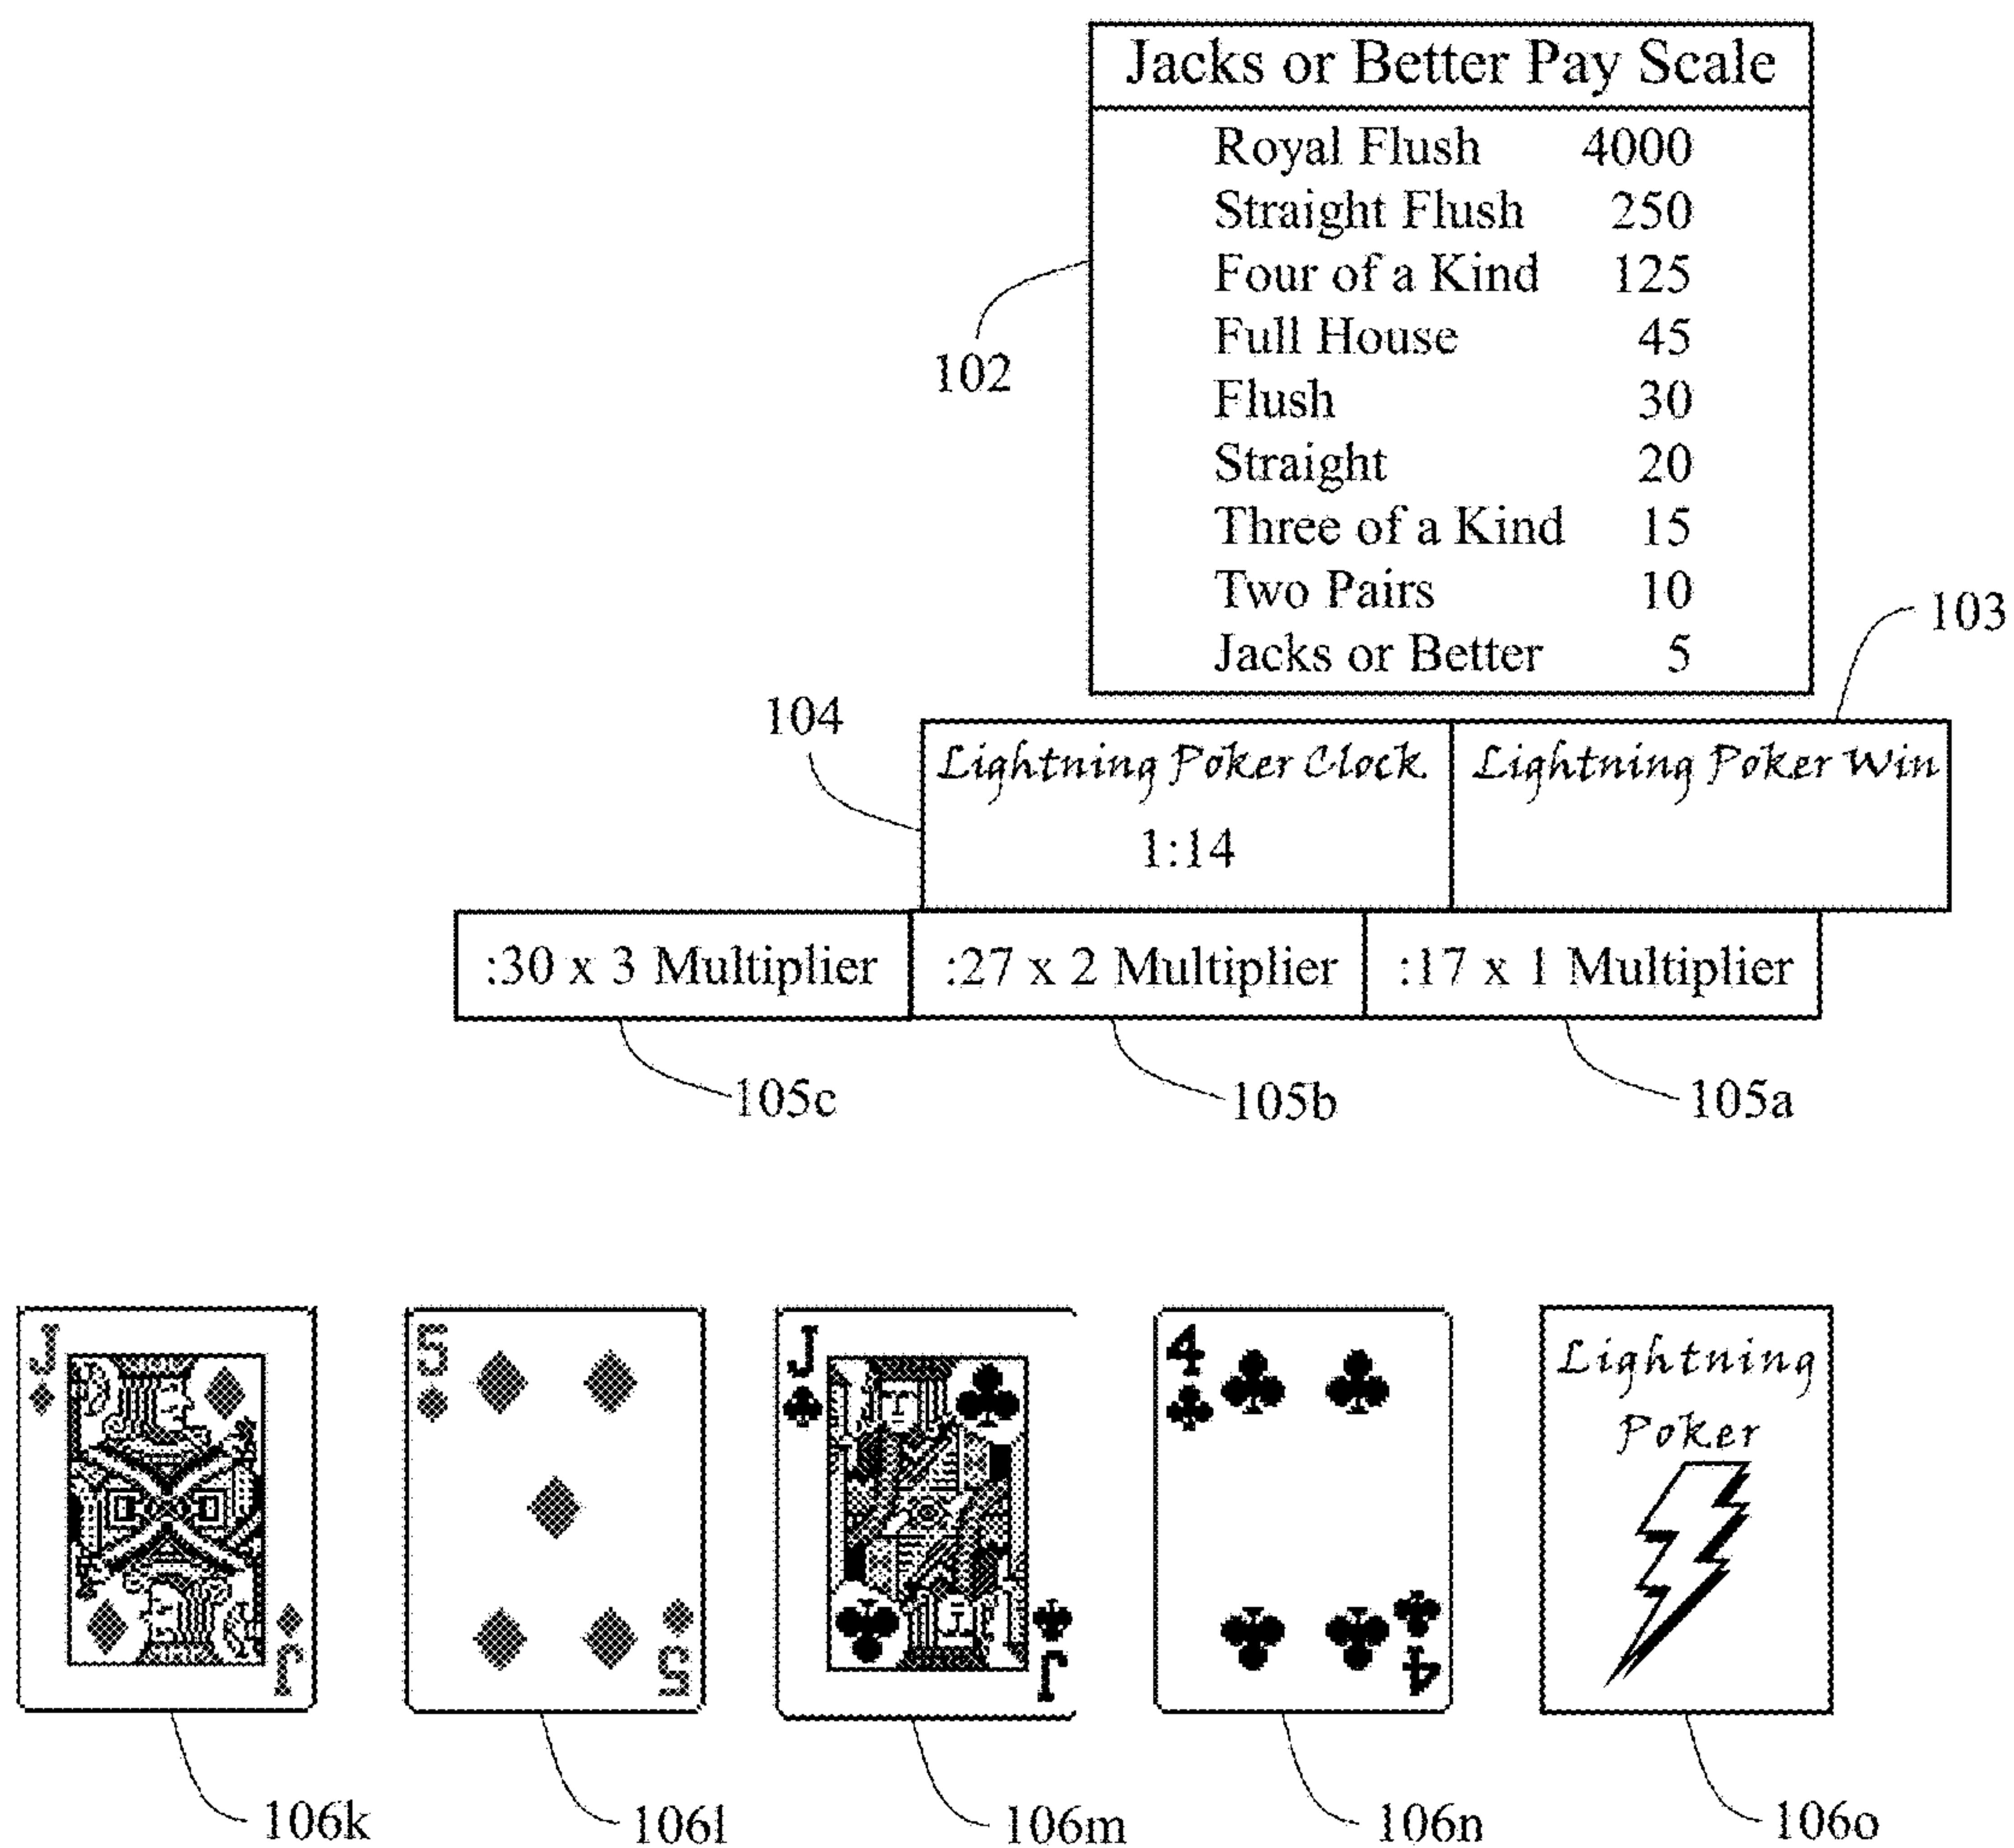 Jacks or Better Pay Scale
Royal Flush 4000
Straight Flush 250
Four of a Kind 125
102
Full House 45
Flush 30
Straight 20
Three of a Kind 15
Two Pairs 10
103
Jacks or Better 5
104
Lightning Poker Clock
1:14
Lightning Poker Win
:30 x 3 Multiplier
:27 x 2 Multiplier
:17 x 1 Multiplier
105c
105b
105a
J
J
5
5
J
J
4
4
Lightning
Poker
106k
106l
106m
106n
106o